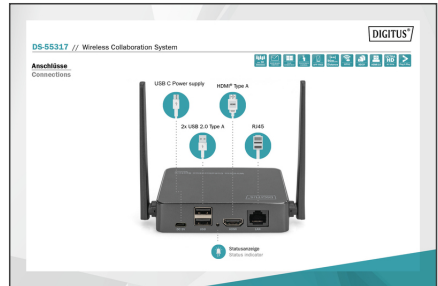 DIGITUS®
DS-55317 // Wireless Collaboration System
Anschlüsse
Connections
USB C Power supply
HDMI® Type A
2x USB 2.0 Type A
RJ45
Statusanzeige
Status indicator